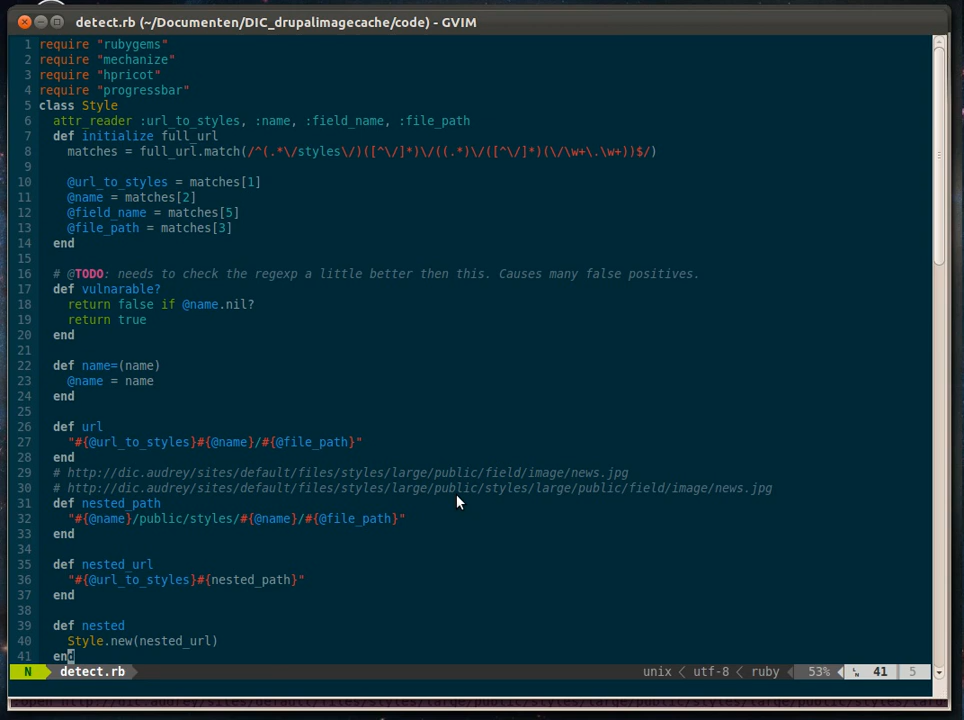 detect.rb (~/Documenten/DIC_drupalimagecache/code) - GVIM
1 require "rubygems"
2 require "mechanize"
3 require "hpricot"
4 require "progressbar"
5 class Style
6   attr_reader :url_to_styles, :name, :field_name, :file_path
7   def initialize full_url
8     matches = full_url.match(/^(.*\/styles\/)([^\/]*)\/((.*)\/([^\/]*)(\/\w+\.\w+))$/)
9
10     @url_to_styles = matches[1]
11     @name = matches[2]
12     @field_name = matches[5]
13     @file_path = matches[3]
14   end
15
16   # @TODO: needs to check the regexp a little better then this. Causes many false positives.
17   def vulnarable?
18     return false if @name.nil?
19     return true
20   end
21
22   def name=(name)
23     @name = name
24   end
25
26   def url
27     "#{@url_to_styles}#{@name}/#{@file_path}"
28   end
29   # http://dic.audrey/sites/default/files/styles/large/public/field/image/news.jpg
30   # http://dic.audrey/sites/default/files/styles/large/public/styles/large/public/field/image/news.jpg
31   def nested_path
32     "#{@name}/public/styles/#{@name}/#{@file_path}"
33   end
34
35   def nested_url
36     "#{@url_to_styles}#{nested_path}"
37   end
38
39   def nested
40     Style.new(nested_url)
41   end
N detect.rb unix < utf-8 < ruby 53% 41 5